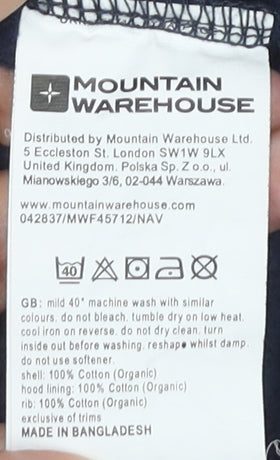 MOUNTAIN
WAREHOUSE
Distributed by Mountain Warehouse Ltd.
5 Eccleston St. London SW1W 9LX
United Kingdom. Polska Sp. Z o.o., ul.
Mianowskiego 3/6, 02-044 Warszawa.
www.mountainwarehouse.com
042837/MWF45712/NAV
40
GB: mild 40° machine wash with similar
colours. do not bleach. tumble dry on low heat.
cool iron on reverse. do not dry clean. turn
inside out before washing. reshape whilst damp.
do not use softener.
shell: 100% Cotton (Organic)
hood lining: 100% Cotton (Organic)
rib: 100% Cotton (Organic)
exclusive of trims
MADE IN BANGLADESH